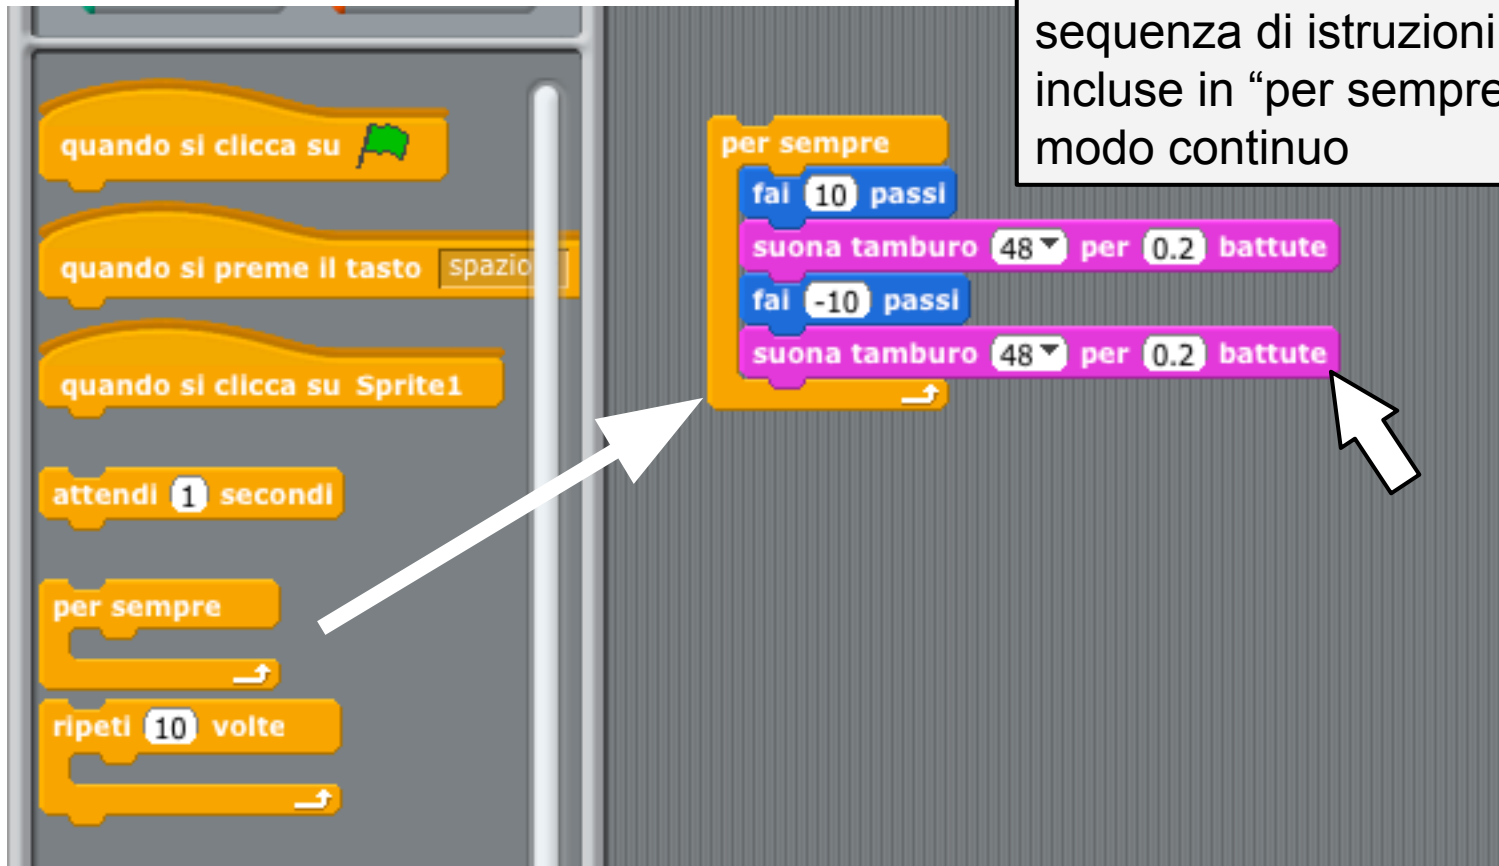 sequenza di istruzioni
incluse in “per sempre
modo continuo
quando si clicca su
quando si preme il tasto spazio
quando si clicca su Sprite1
attendi 1 secondi
per sempre
ripeti 10 volte
per sempre
fai 10 passi
suona tamburo 48 per 0.2 battute
fai -10 passi
suona tamburo 48 per 0.2 battute